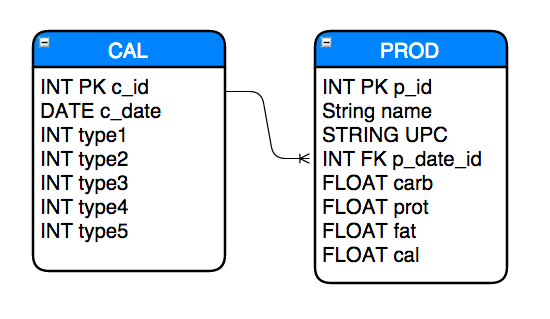 CAL
INT PK c_id
DATE c_date
INT type1
INT type2
INT type3
INT type4
INT type5
PROD
INT PK p_id
String name
STRING UPC
INT FK p_date_id
FLOAT carb
FLOAT prot
FLOAT fat
FLOAT cal